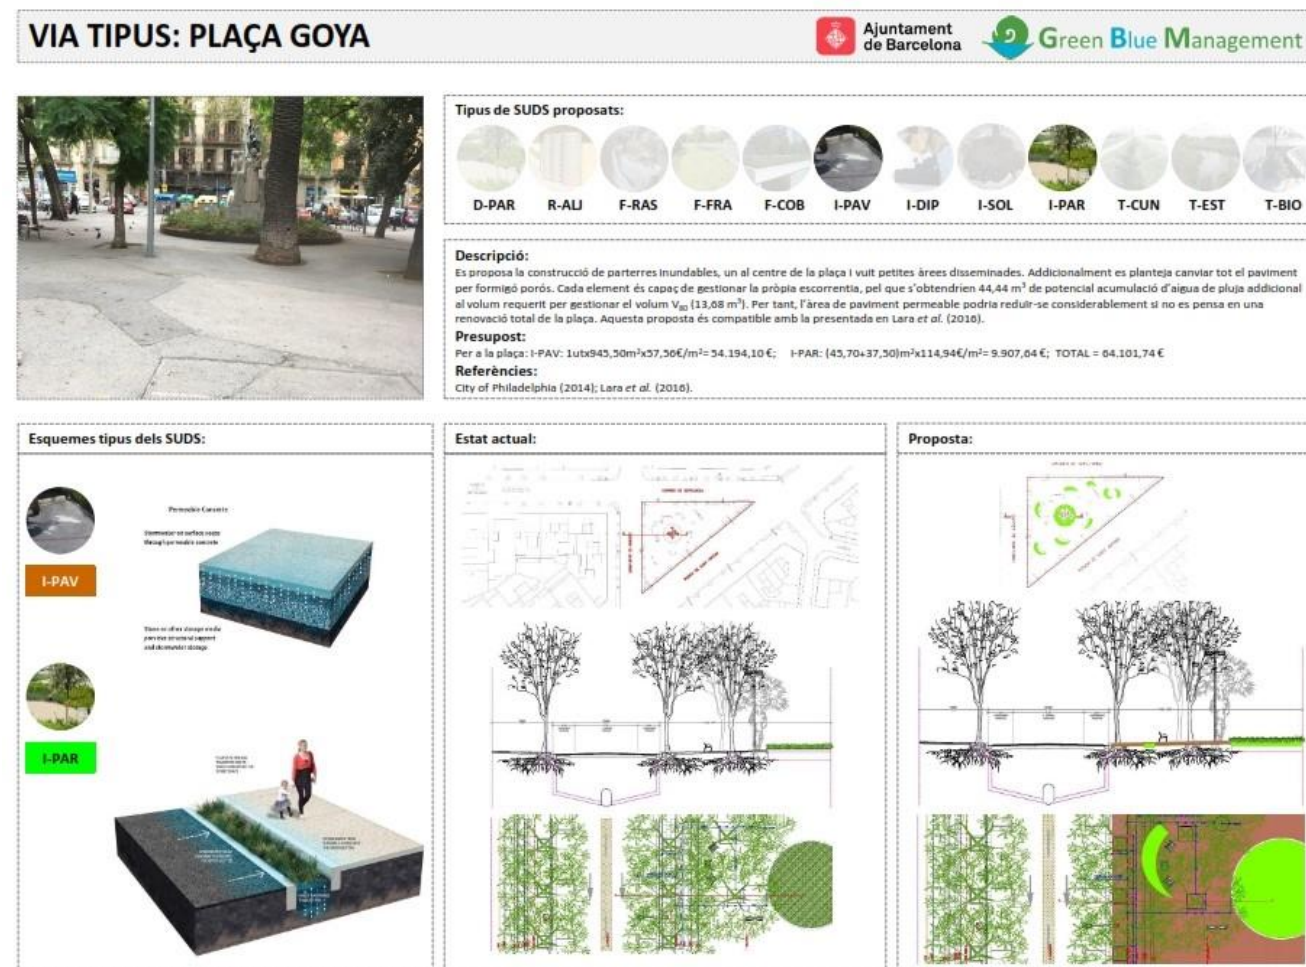 VIA TIPUS: PLAÇA GOYA
Ajuntament
de Barcelona
Green Blue Management
Tipus de SUDS proposats:
D-PAR R-ALJ F-RAS F-FRA F-COB I-PAV I-DIP I-SOL I-PAR T-CUN T-EST T-BIO
Descripció:
Es proposa la construcció de parterres inundables, un al centre de la plaça i vuit petites àrees disseminades. Addicionalment es planteja canviar tot el paviment
per formigó porós. Cada element és capaç de gestionar la pròpia escorrentia, pel que s'obtendrien 44,44 m³ de potencial acumulació d'aigua de pluja addicional
al volum requerit per gestionar el volum V₈₀ (13,68 m³). Per tant, l'àrea de paviment permeable podria reduir-se considerablement si no es pensa en una
renovació total de la plaça. Aquesta proposta és compatible amb la presentada en Lara et al. (2016).
Presupost:
Per a la plaça: I-PAV: 1utx945,50m²x57,56€/m²= 54.194,10 €; I-PAR: (45,70+37,50)m²x114,94€/m²= 9.907,64 €; TOTAL = 64.101,74 €
Referències:
City of Philadelphia (2014); Lara et al. (2016).
Esquemes tipus dels SUDS:
I-PAV
Permeable Concrete
through permeable concrete
and stormwater storage
I-PAR
Estat actual:
Proposta: